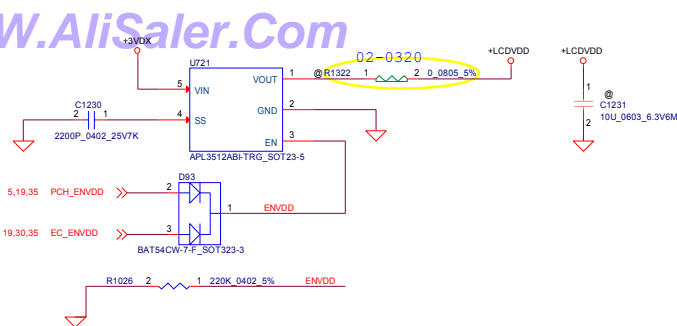 W.AliSaler.Com
+3VDX
02-0320
+LCDVDD
+LCDVDD
U721
@ R1322 1 2 0_0805_5%
5 VIN
VOUT 1
GND 2
4 SS
EN 3
C1230
2 1
2200P_0402_25V7K
APL3512ABI-TRG_SOT23-5
1
@
C1231
10U_0603_6.3V6M
2
D93
5,19,35 PCH_ENVDD 2
1 ENVDD
19,30,35 EC_ENVDD 3
BAT54CW-7-F_SOT323-3
R1026 2 1 220K_0402_5% ENVDD